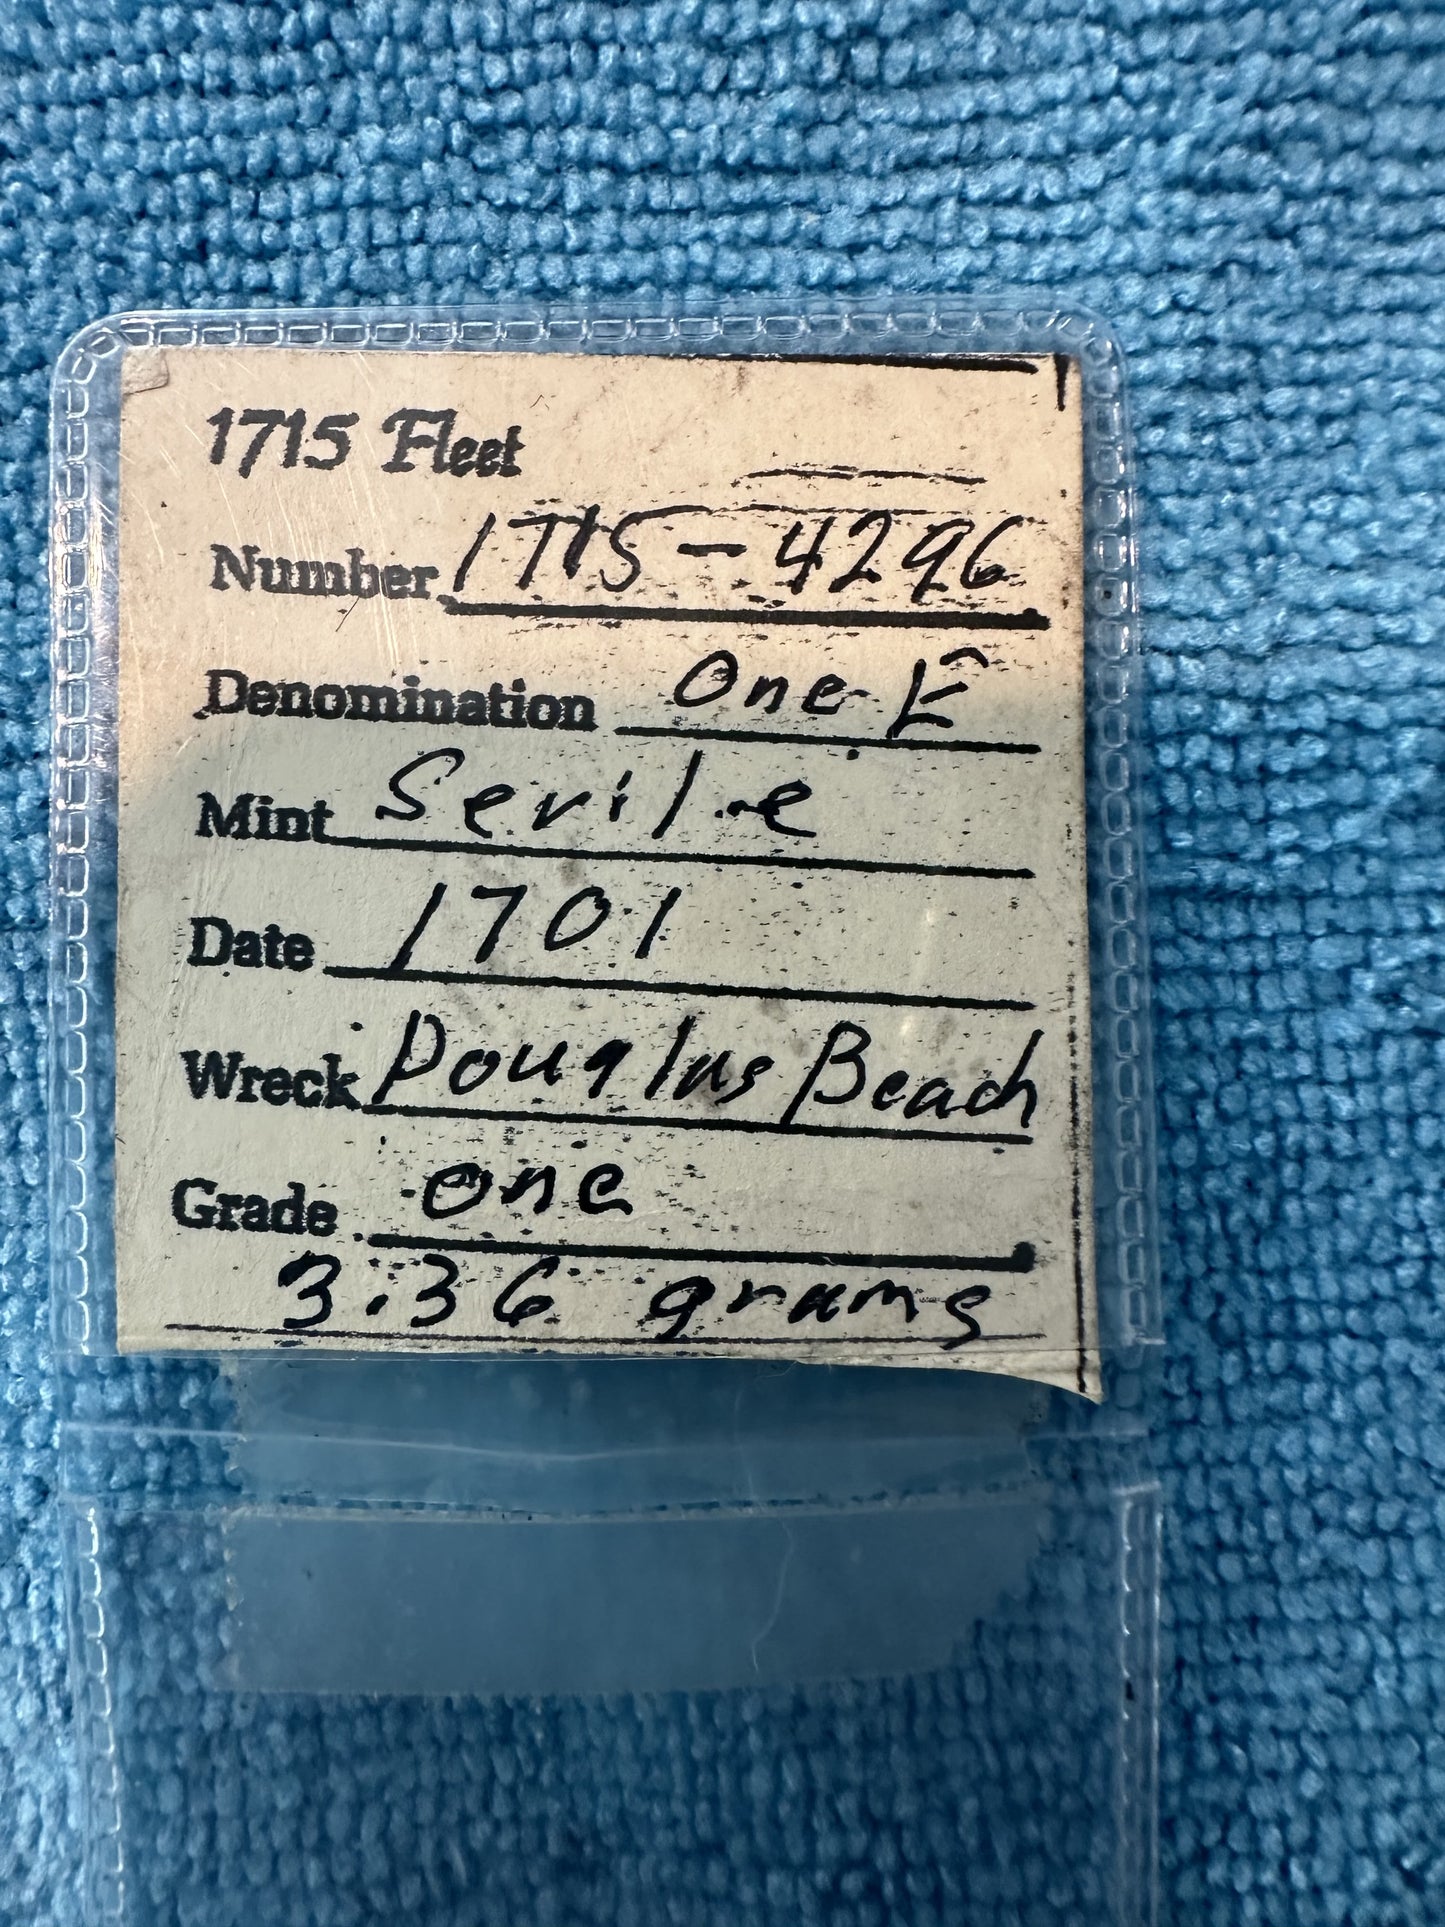 1715 Fleet
Number 1715-4296
Denomination One E
Mint Sevile
Date 1701
Wreck Douglas Beach
Grade one
3.36 grams